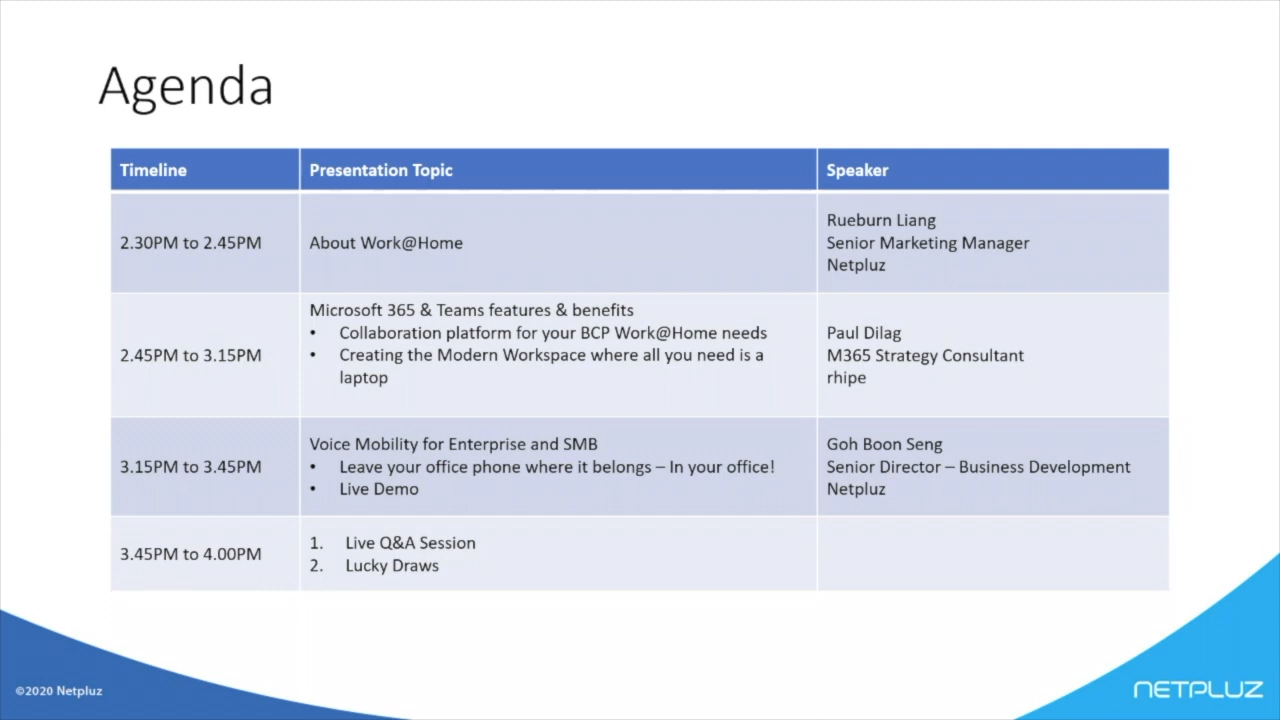 Agenda
Timeline
Presentation Topic
Speaker
2.30PM to 2.45PM
About Work@Home
Rueburn Liang
Senior Marketing Manager
Netpluz
2.45PM to 3.15PM
Microsoft 365 & Teams features & benefits
• Collaboration platform for your BCP Work@Home needs
• Creating the Modern Workspace where all you need is a
laptop
Paul Dilag
M365 Strategy Consultant
rhipe
3.15PM to 3.45PM
Voice Mobility for Enterprise and SMB
• Leave your office phone where it belongs – In your office!
• Live Demo
Goh Boon Seng
Senior Director – Business Development
Netpluz
3.45PM to 4.00PM
1. Live Q&A Session
2. Lucky Draws
©2020 Netpluz
NETPLUZ